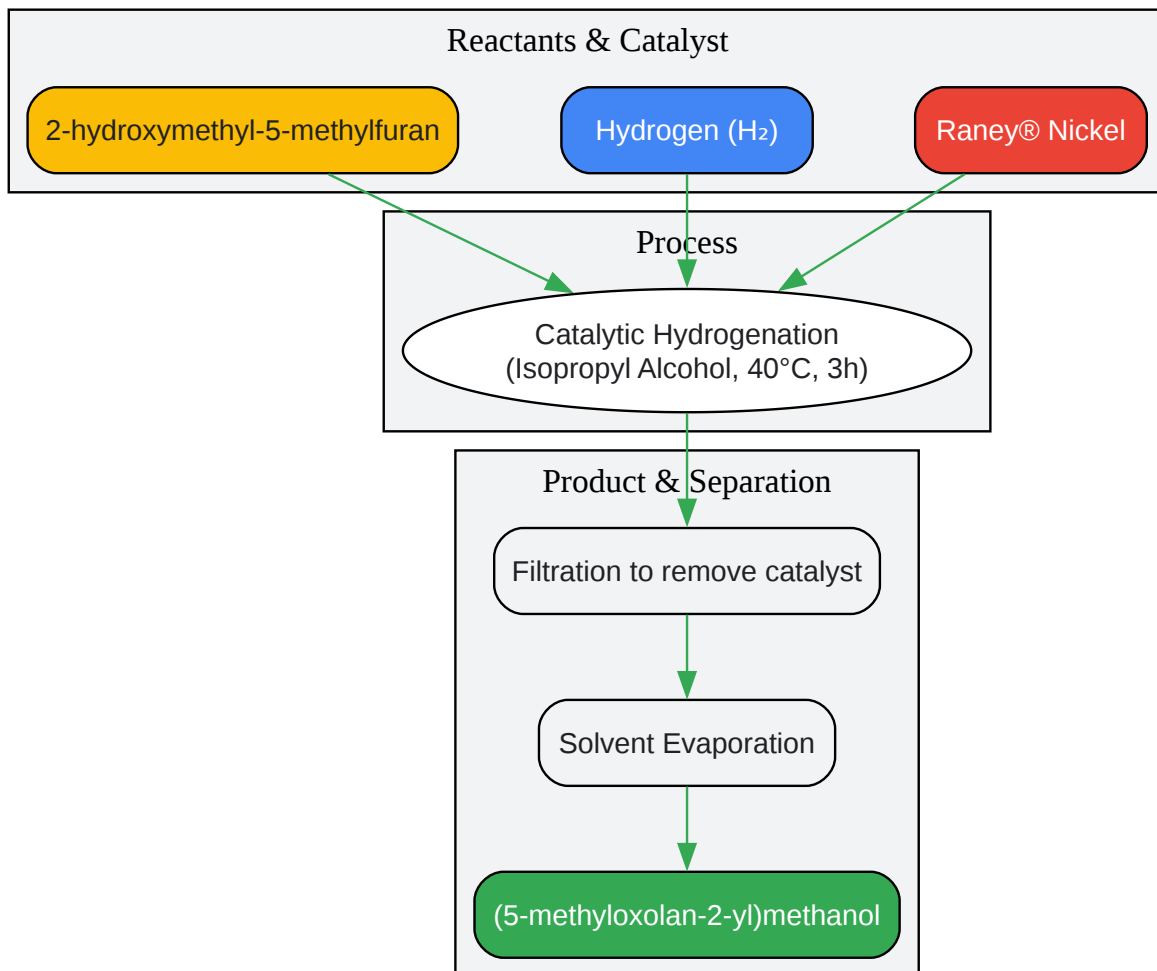 Reactants & Catalyst
2-hydroxymethyl-5-methylfuran
Hydrogen (H₂)
Raney® Nickel
Process
Catalytic Hydrogenation
(Isopropyl Alcohol, 40°C, 3h)
Product & Separation
Filtration to remove catalyst
Solvent Evaporation
(5-methyloxolan-2-yl)methanol